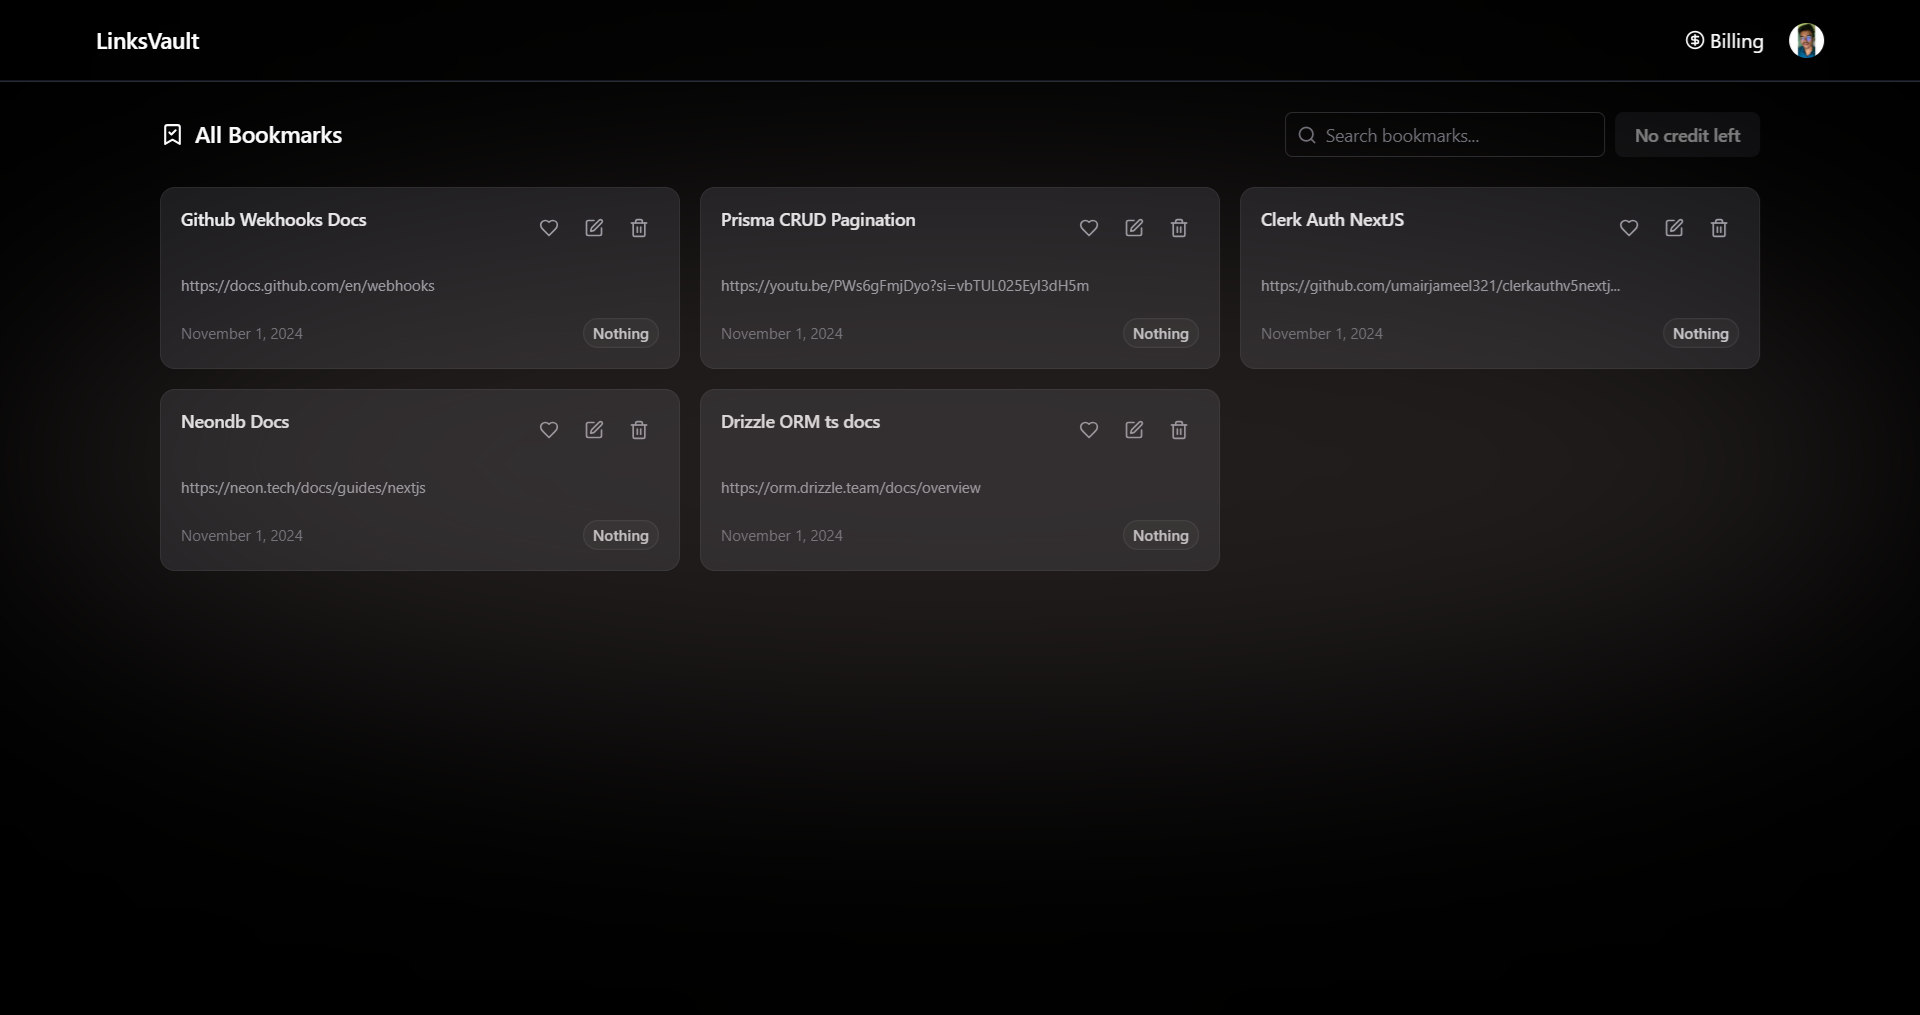 LinksVault
Billing
All Bookmarks
Search bookmarks...
No credit left
Github Wekhooks Docs
https://docs.github.com/en/webhooks
November 1, 2024
Nothing
Prisma CRUD Pagination
https://youtu.be/PWs6gFmjDyo?si=vbTUL025EyI3dH5m
November 1, 2024
Nothing
Clerk Auth NextJS
https://github.com/umairjameel321/clerkauthv5nextj...
November 1, 2024
Nothing
Neondb Docs
https://neon.tech/docs/guides/nextjs
November 1, 2024
Nothing
Drizzle ORM ts docs
https://orm.drizzle.team/docs/overview
November 1, 2024
Nothing